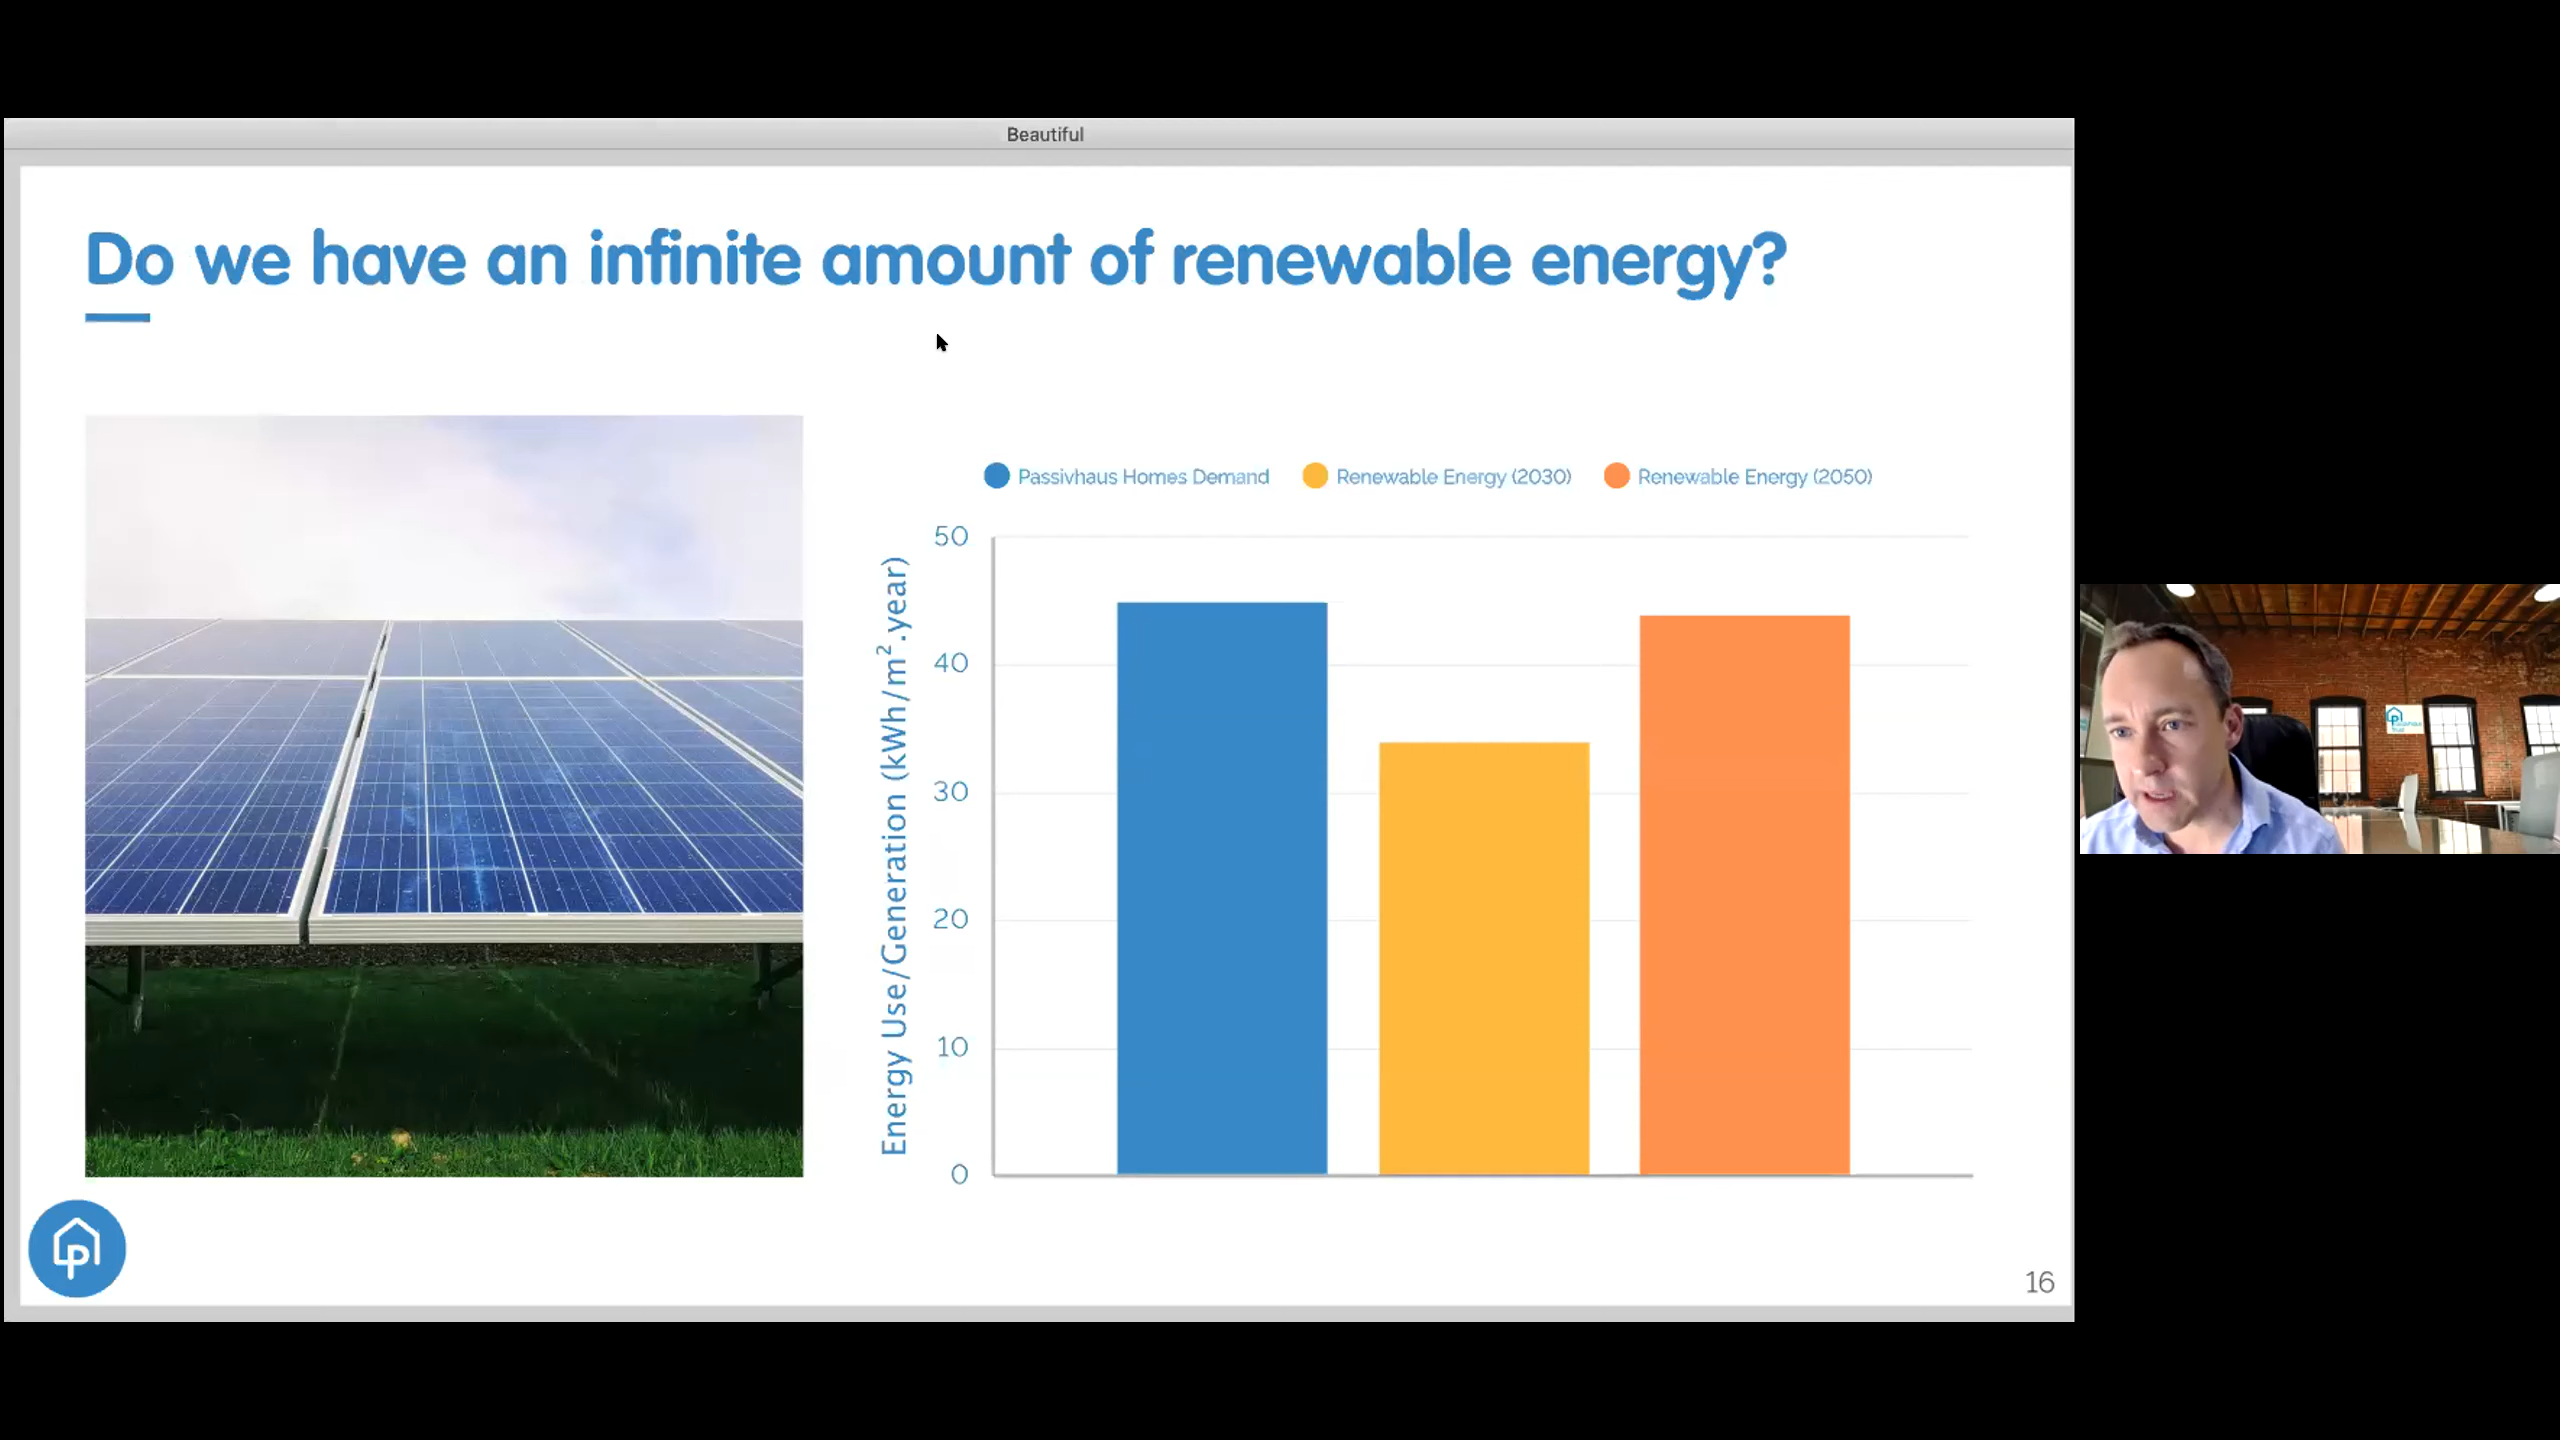 Beautiful
Do we have an infinite amount of renewable energy?
Passivhaus Homes Demand
Renewable Energy (2030)
Renewable Energy (2050)
Energy Use/Generation (kWh/m².year)
50
40
30
20
10
0
16